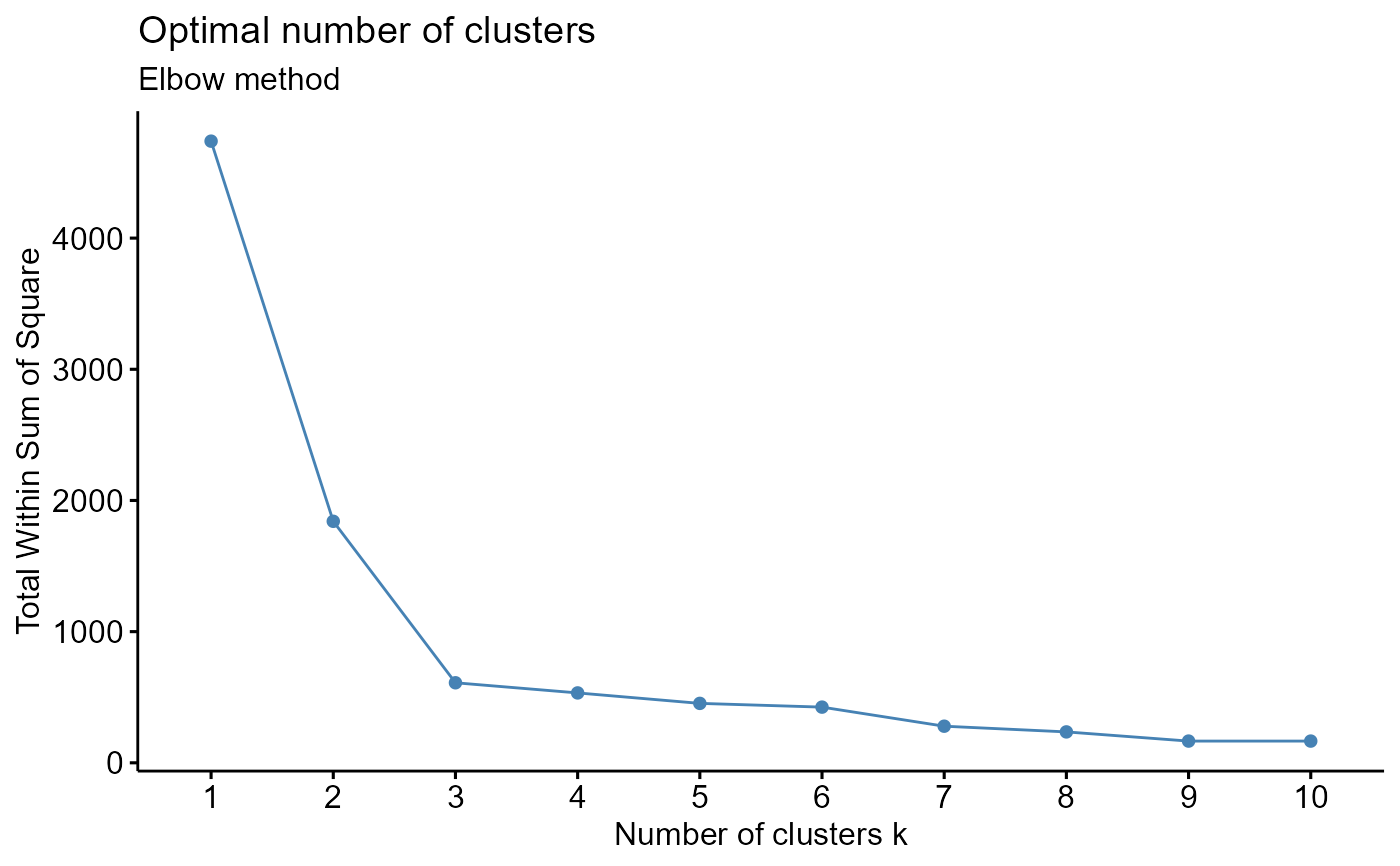 Optimal number of clusters
Elbow method
Total Within Sum of Square
4000
3000
2000
1000
0
1 2 3 4 5 6 7 8 9 10
Number of clusters k